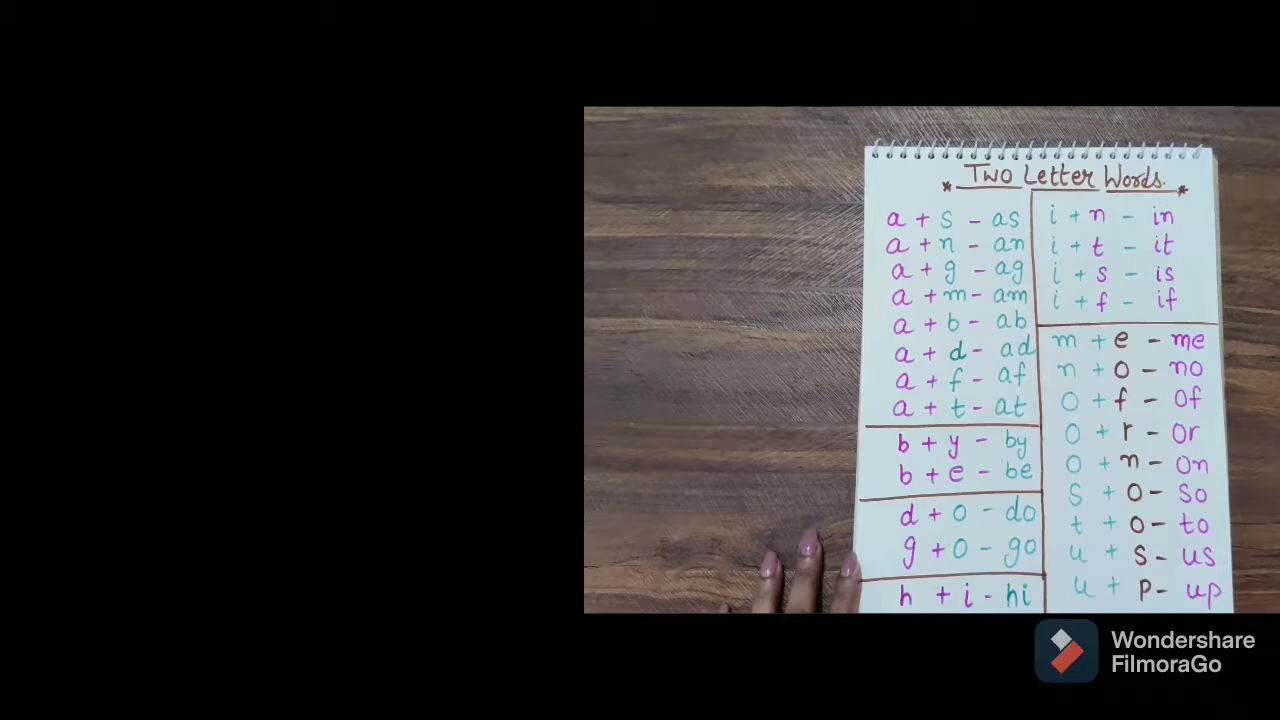 * Two Letter Words. *
a + s - as
a + n - an
a + g - ag
a + m - am
a + b - ab
a + d - ad
a + f - af
a + t - at
b + y - by
b + e - be
d + o - do
g + o - go
h + i - hi
i + n - in
i + t - it
i + s - is
i + f - if
m + e - me
n + o - no
o + f - of
o + r - or
o + n - on
s + o - so
t + o - to
u + s - us
u + p - up
Wondershare
FilmoraGo